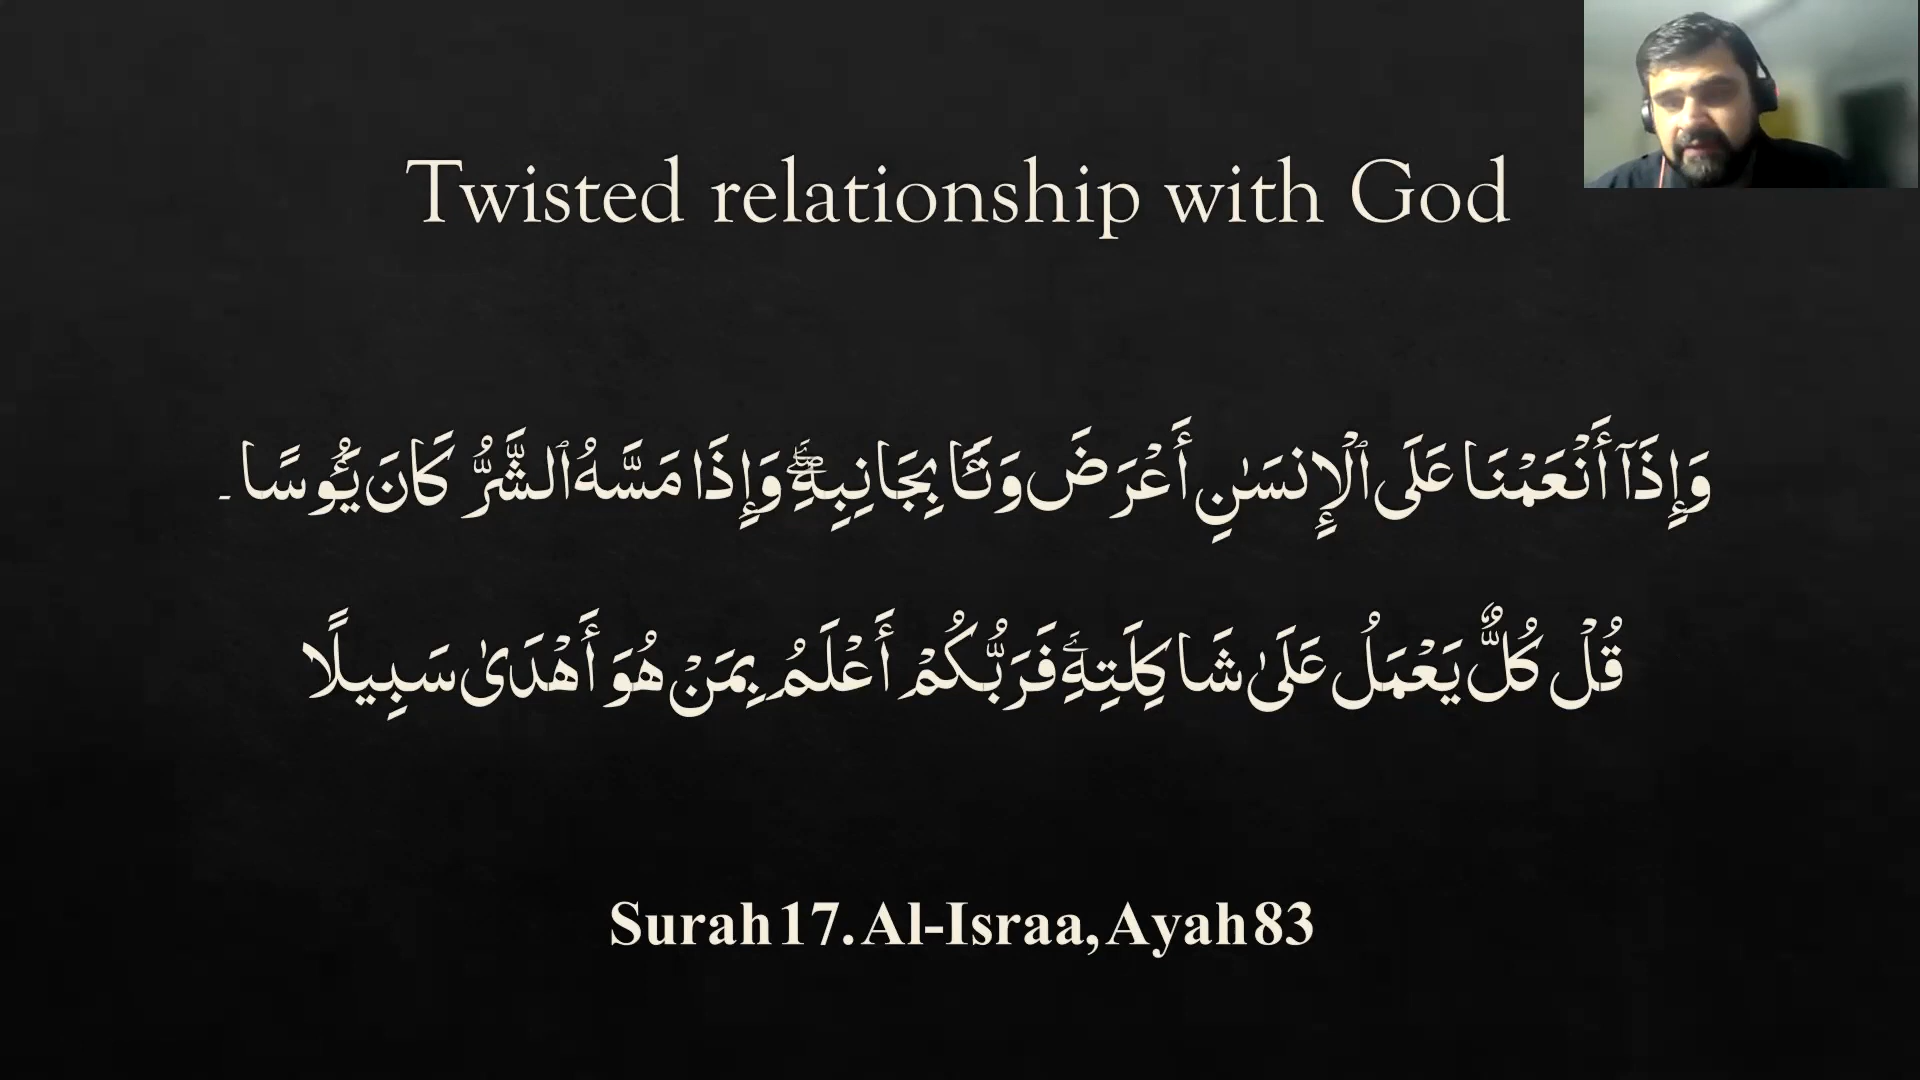 Twisted relationship with God
وَإِذَآ أَنْعَمْنَا عَلَى ٱلْإِنسَـٰنِ أَعْرَضَ وَنَـَٔا بِجَانِبِهِۦ ۖ وَإِذَا مَسَّهُ ٱلشَّرُّ كَانَ يَـُٔوسًا -
قُلْ كُلٌّ يَعْمَلُ عَلَىٰ شَاكِلَتِهِۦ فَرَبُّكُمْ أَعْلَمُ بِمَنْ هُوَ أَهْدَىٰ سَبِيلًا
Surah 17. Al-Israa, Ayah 83